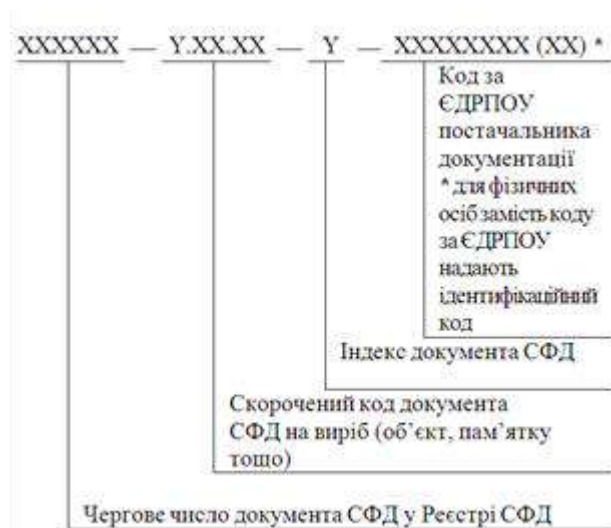 XXXXXX — Y.XX.XX — Y — XXXXXXXX (XX) *
Код за
ЄДРПОУ
постачальника
документації
* для фізичних
осіб замість коду
за ЄДРПОУ
надають
ідентифікаційний
код
Індекс документа СФД
Скорочений код документа
СФД на виріб (об’єкт, пам’ятку
тощо)
Чергове число документа СФД у Реєстрі СФД